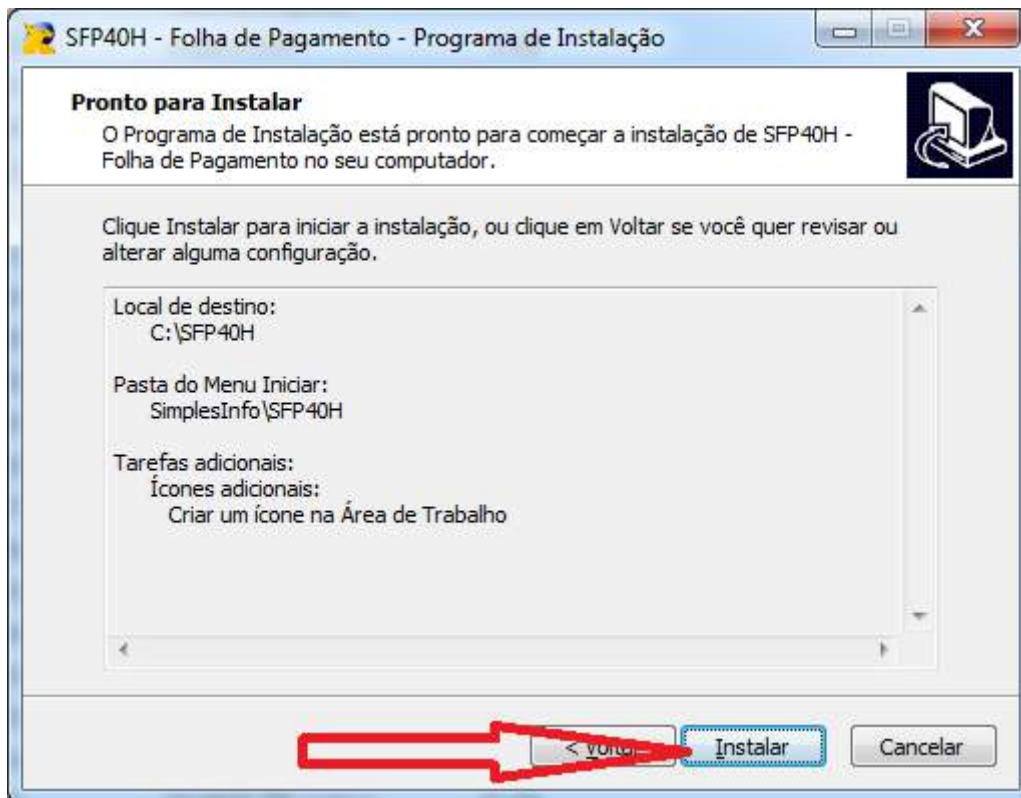 SFP40H - Folha de Pagamento - Programa de Instalação
Pronto para Instalar
O Programa de Instalação está pronto para começar a instalação de SFP40H -
Folha de Pagamento no seu computador.
Clique Instalar para iniciar a instalação, ou clique em Voltar se você quer revisar ou
alterar alguma configuração.
Local de destino:
C:\SFP40H
Pasta do Menu Iniciar:
SimplesInfo\SFP40H
Tarefas adicionais:
Ícones adicionais:
Criar um ícone na Área de Trabalho
< Voltar Instalar Cancelar